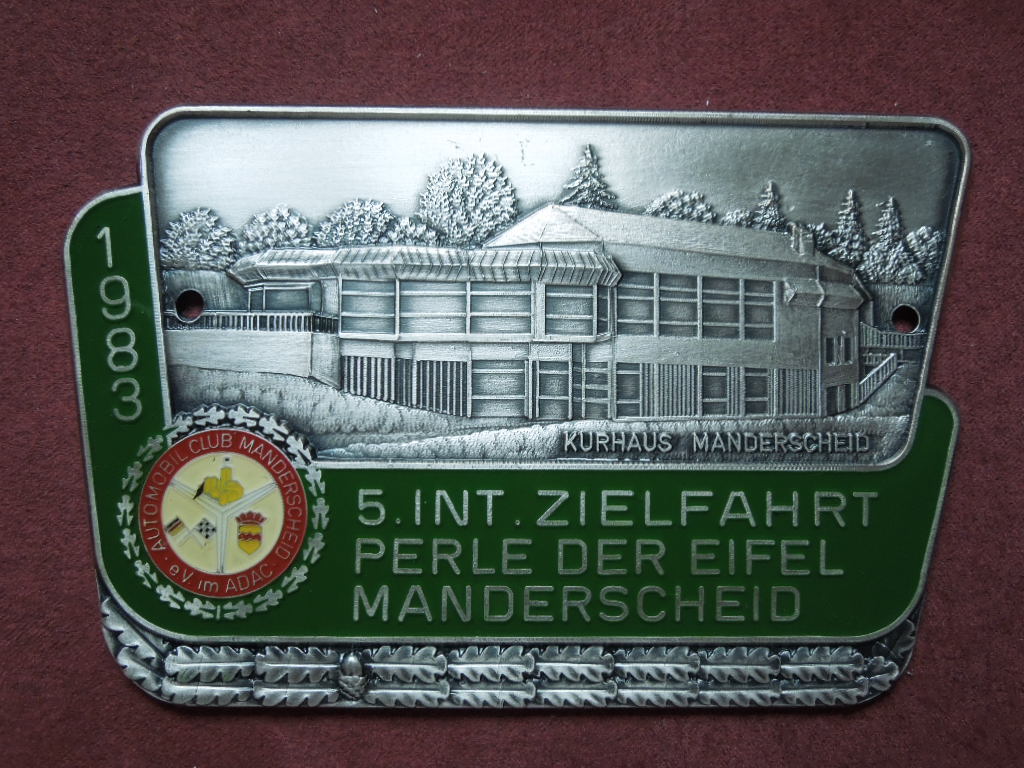 1983
KURHAUS MANDERSCHEID
AUTOMOBIL CLUB MANDERSCHEID
· e.V. im ADAC ·
5. INT. ZIELFAHRT
PERLE DER EIFEL
MANDERSCHEID